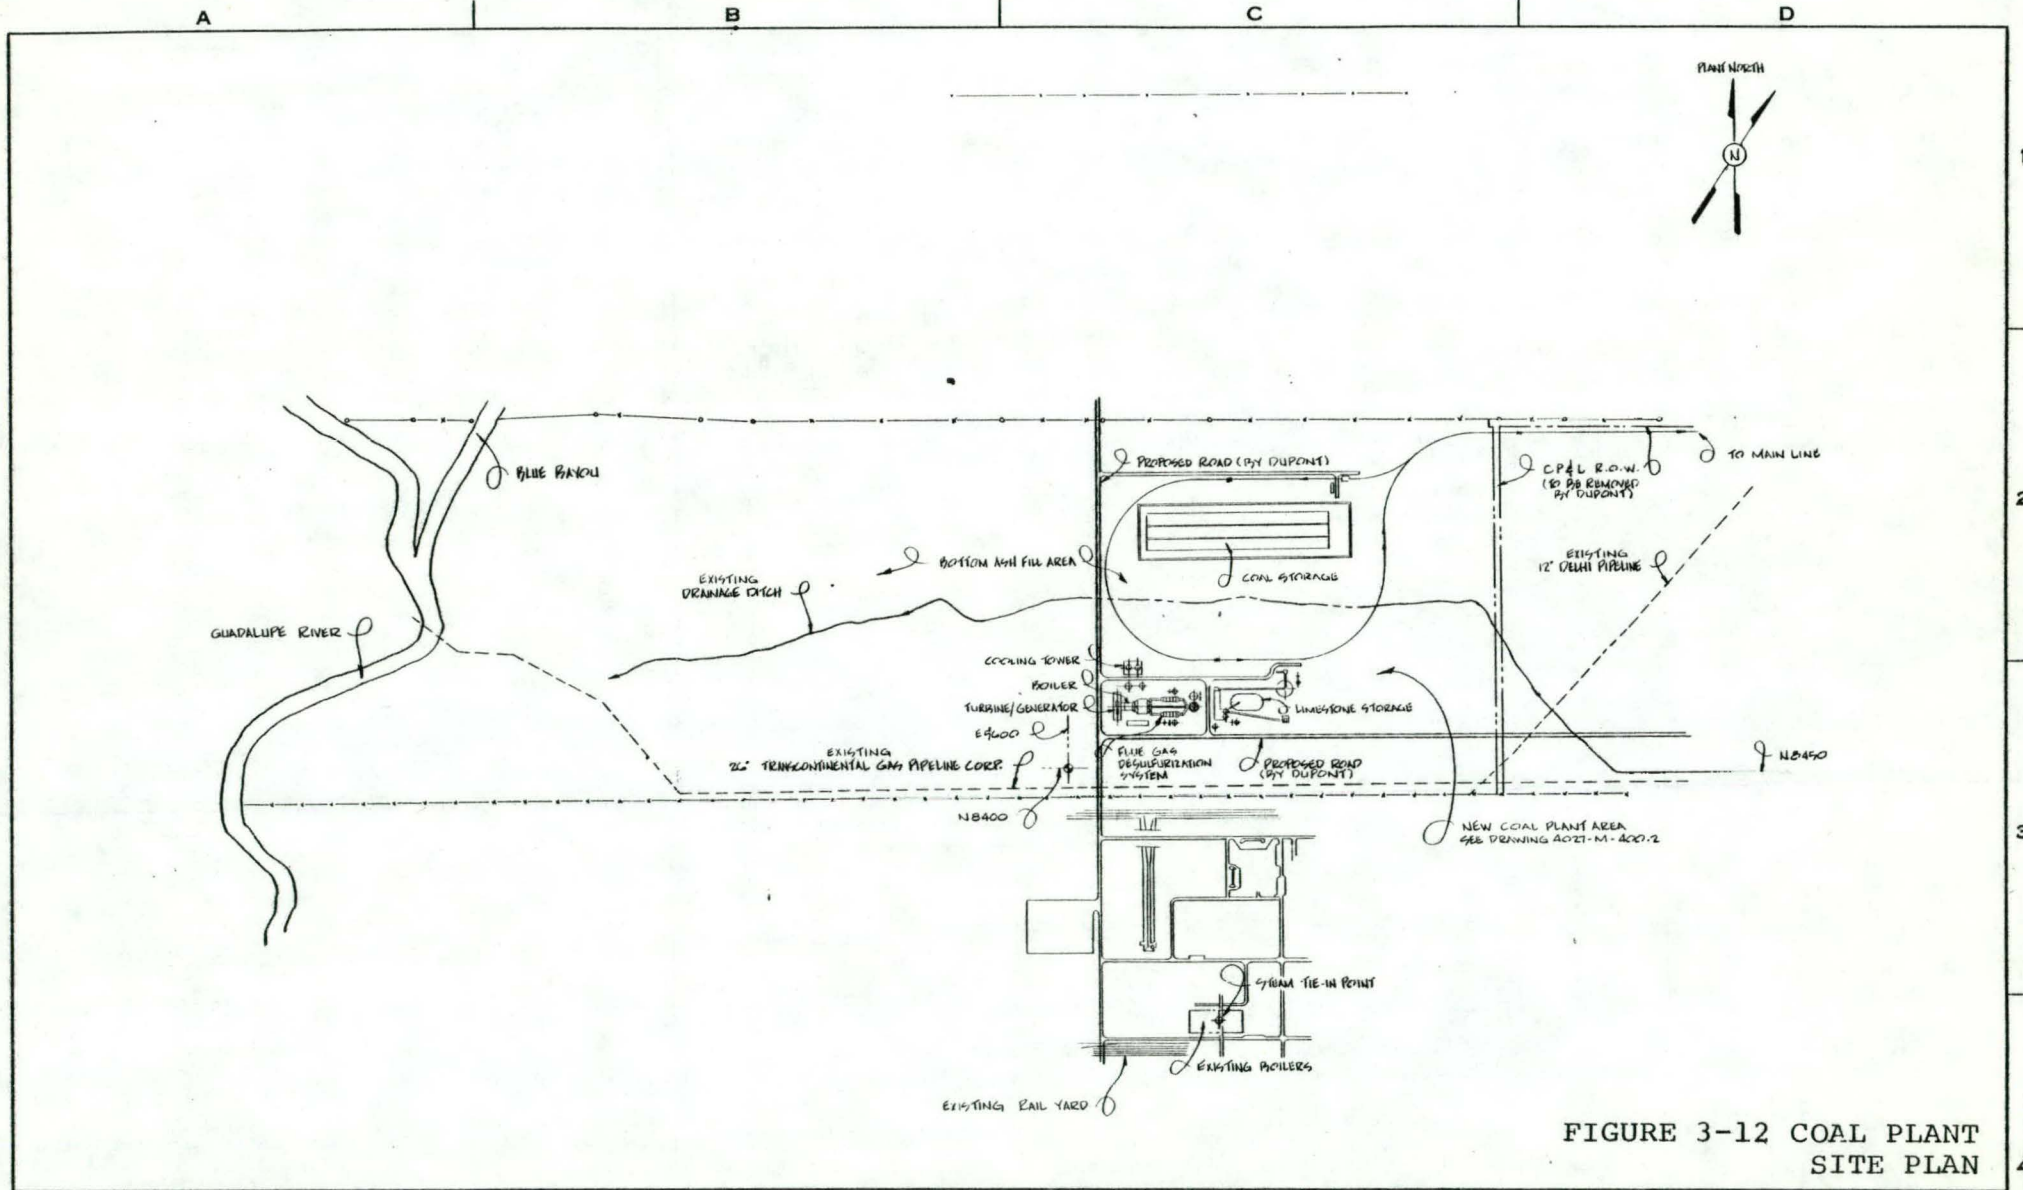 A B C D
PLANT NORTH
N
1
BLUE BAYOU
PROPOSED ROAD (BY DUPONT)
TO MAIN LINE
C.P.&L R.O.W.
(TO BE REMOVED
BY DUPONT)
2
EXISTING
12" DELHI PIPELINE
BOTTOM ASH FILL AREA
COAL STORAGE
EXISTING
DRAINAGE DITCH
GUADALUPE RIVER
COOLING TOWER
BOILER
TURBINE/GENERATOR
LIMESTONE STORAGE
E9600
FLUE GAS
DESULFURIZATION
SYSTEM
PROPOSED ROAD
(BY DUPONT)
N8450
EXISTING
26" TRANSCONTINENTAL GAS PIPELINE CORP.
N8400
NEW COAL PLANT AREA
SEE DRAWING 4027-M-400.2
3
STEAM TIE-IN POINT
EXISTING BOILERS
EXISTING RAIL YARD
FIGURE 3-12 COAL PLANT
SITE PLAN
4